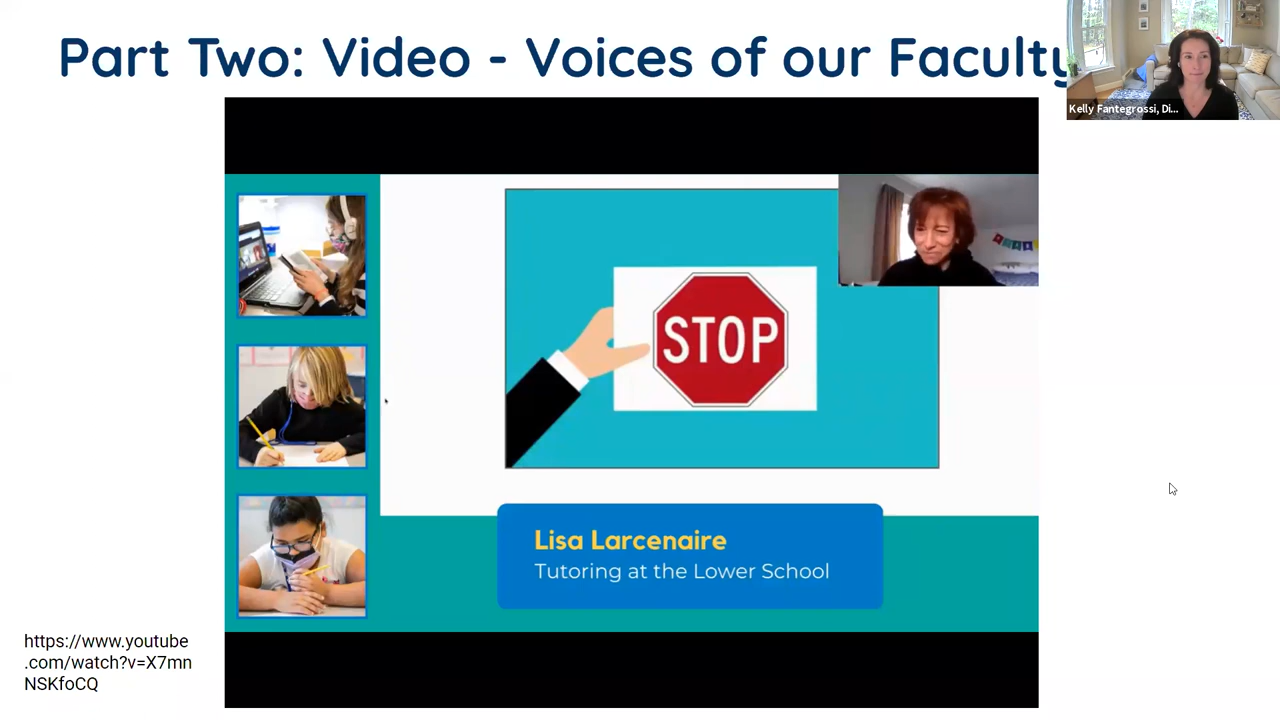 Part Two: Video - Voices of our Faculty
Kelly Fantegrossi, Di...
STOP
Lisa Larcenaire
Tutoring at the Lower School
https://www.youtube
.com/watch?v=X7mn
NSKfoCQ